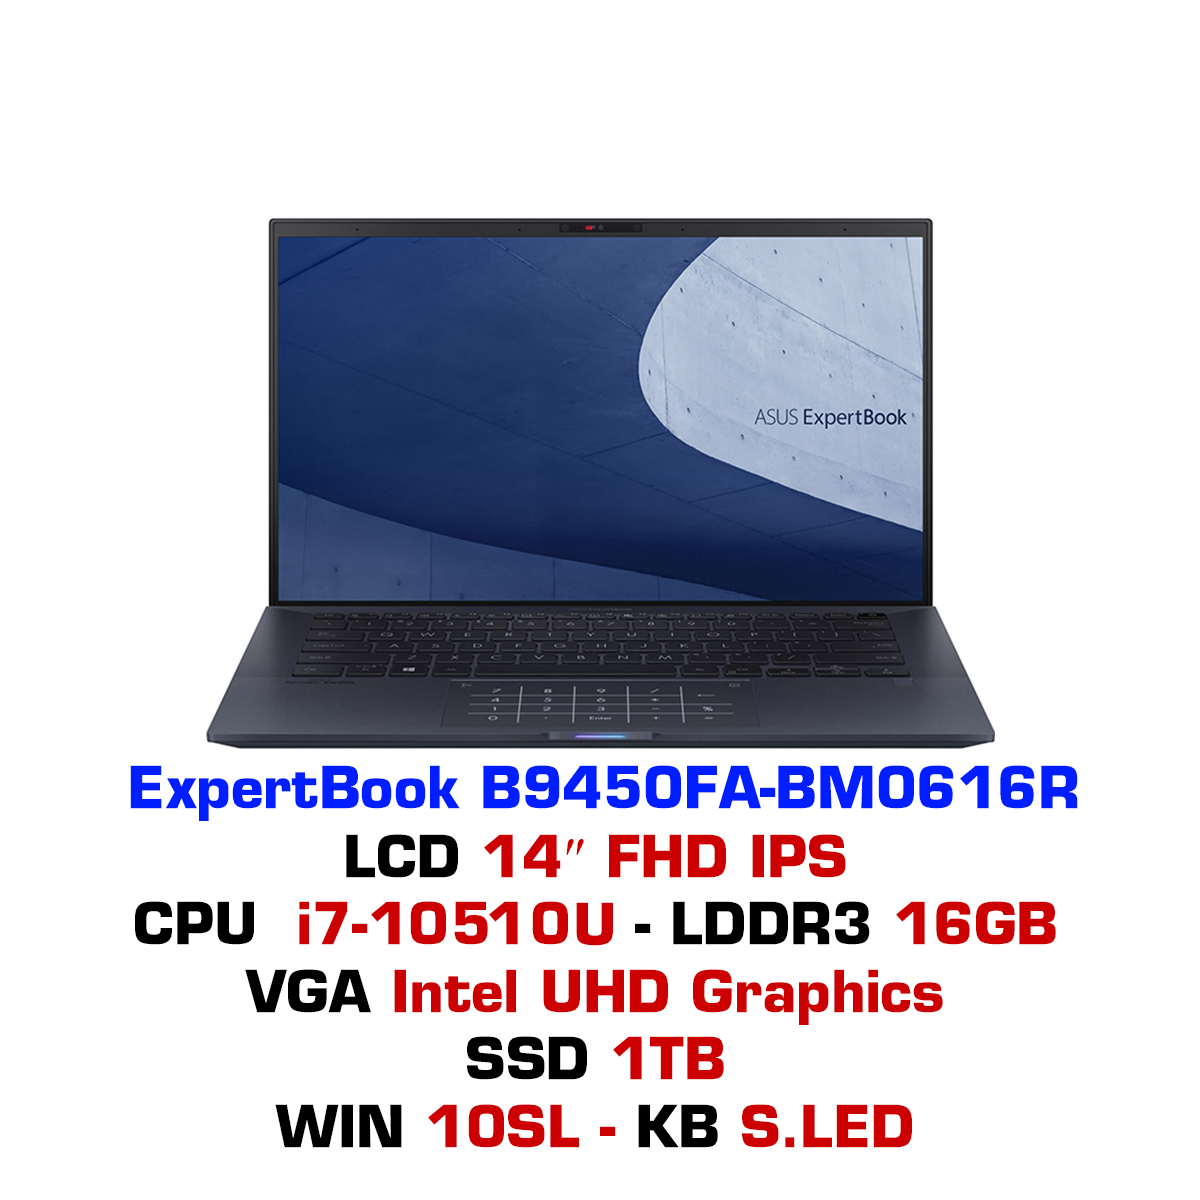 ASUS ExpertBook
ExpertBook B9450FA-BM0616R
LCD 14″ FHD IPS
CPU i7-10510U - LDDR3 16GB
VGA Intel UHD Graphics
SSD 1TB
WIN 10SL - KB S.LED